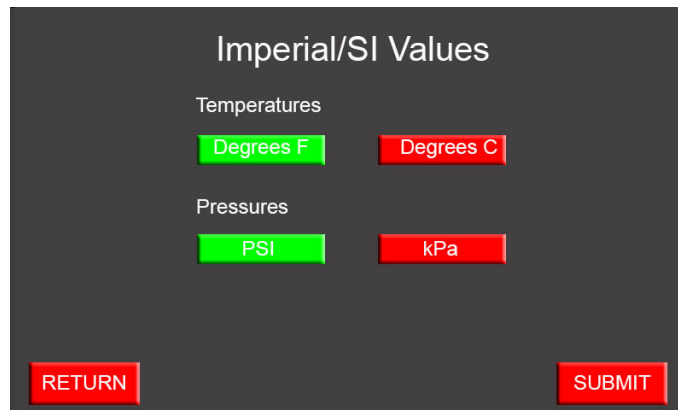 Imperial/SI Values
Temperatures
Degrees F Degrees C
Pressures
PSI kPa
RETURN SUBMIT